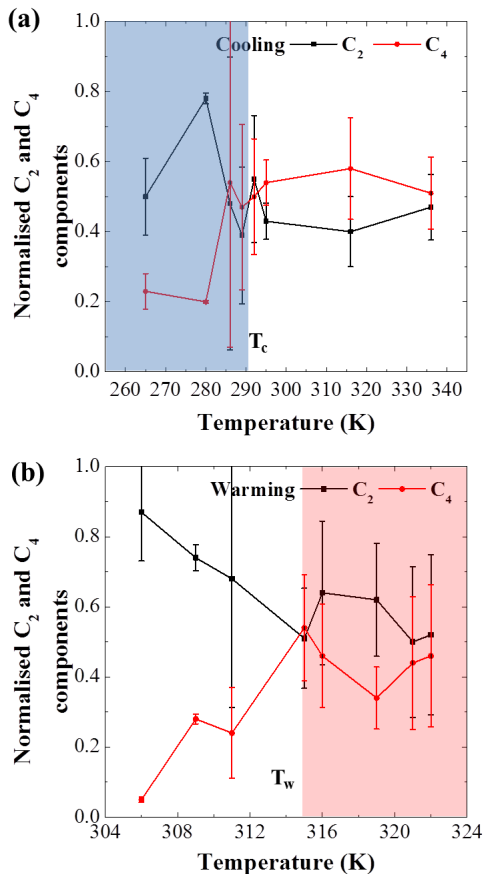 (a)
Cooling C₂ C₄
1.0
0.8
0.6
0.4
0.2
0.0
Normalised C₂ and C₄
components
T_c
260 270 280 290 300 310 320 330 340
Temperature (K)
(b)
Warming C₂ C₄
1.0
0.8
0.6
0.4
0.2
0.0
Normalised C₂ and C₄
components
T_w
304 308 312 316 320 324
Temperature (K)